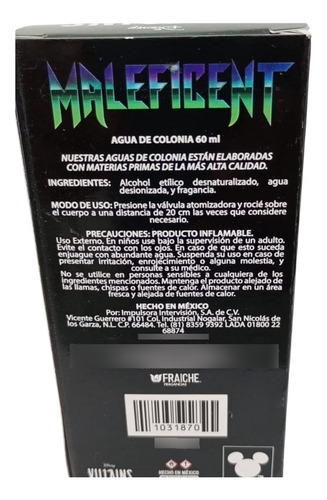 Disney
MALEFICENT
AGUA DE COLONIA 60 ml
NUESTRAS AGUAS DE COLONIA ESTÁN ELABORADAS
CON MATERIAS PRIMAS DE LA MÁS ALTA CALIDAD.
INGREDIENTES: Alcohol etílico desnaturalizado, agua
desionizada, y fragancia.
MODO DE USO: Presione la válvula atomizadora y rocíe sobre
el cuerpo a una distancia de 20 cm las veces que considere
necesario.
PRECAUCIONES: PRODUCTO INFLAMABLE.
Uso Externo. En niños use bajo la supervisión de un adulto.
Evite el contacto con los ojos. En caso de que esto suceda
enjuague con abundante agua. Suspenda su uso en caso de
presentar irritación, enrojecimiento o alguna molestia, y
consulte a su médico.
No se utilice en personas sensibles a cualquiera de los
ingredientes mencionados. Mantenga el producto alejado de
las llamas, chispas o fuentes de calor. Almacenar en un área
fresca y alejada de fuentes de calor.
HECHO EN MÉXICO
Por: Impulsora Intervisión, S.A. de C.V.
Vicente Guerrero #101 Col. Industrial Nogalar, San Nicolás de
los Garza, N.L. C.P. 66484. Tel. (81) 8359 9392 LADA 01800 22
68874
FRAICHE
FRAGANCIAS
1031870
Disney
VILLAINS
HECHO EN MÉXICO